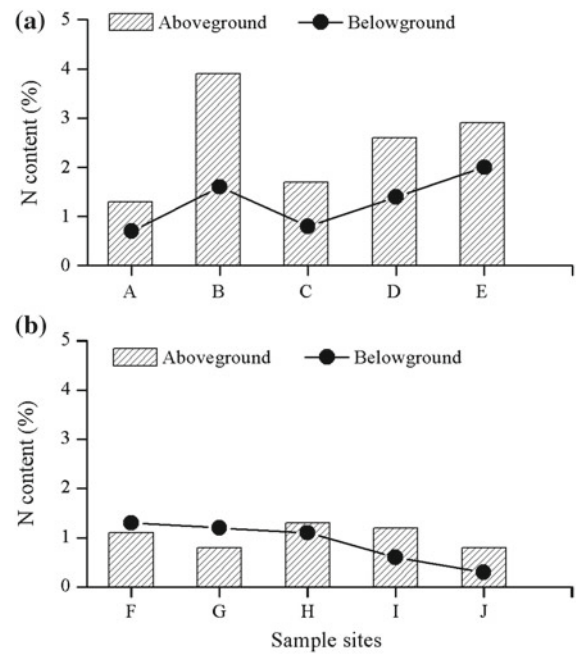 (a)
Aboveground Belowground
N content (%)
5
4
3
2
1
0
A B C D E
(b)
Aboveground Belowground
N content (%)
5
4
3
2
1
0
F G H I J
Sample sites